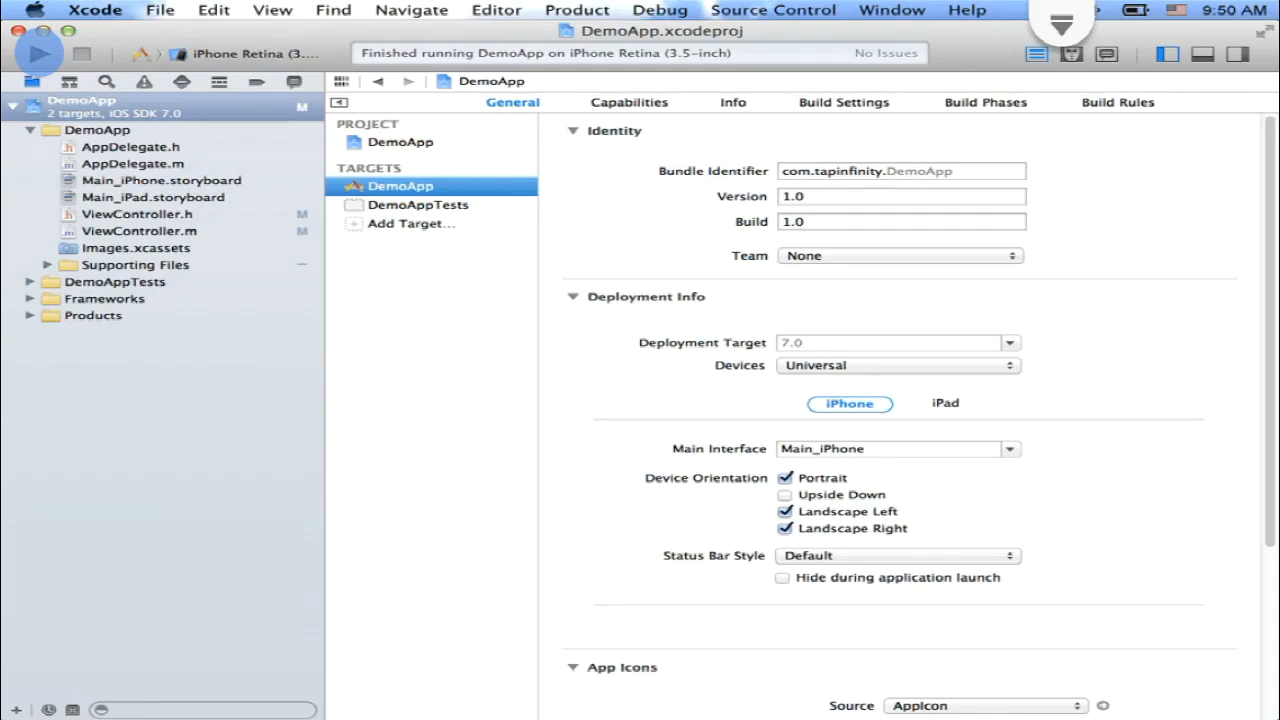 Xcode File Edit View Find Navigate Editor Product Debug Source Control Window Help 9:50 AM
DemoApp.xcodeproj
iPhone Retina (3.... Finished running DemoApp on iPhone Retina (3.5-inch) No Issues
DemoApp
DemoApp M
2 targets, iOS SDK 7.0
General Capabilities Info Build Settings Build Phases Build Rules
DemoApp
AppDelegate.h
AppDelegate.m
Main_iPhone.storyboard
Main_iPad.storyboard
ViewController.h M
ViewController.m M
Images.xcassets
Supporting Files
DemoAppTests
Frameworks
Products
PROJECT
DemoApp
TARGETS
DemoApp
DemoAppTests
Add Target...
Identity
Bundle Identifier com.tapinfinity.DemoApp
Version 1.0
Build 1.0
Team None
Deployment Info
Deployment Target 7.0
Devices Universal
iPhone iPad
Main Interface Main_iPhone
Device Orientation Portrait
Upside Down
Landscape Left
Landscape Right
Status Bar Style Default
Hide during application launch
App Icons
Source AppIcon